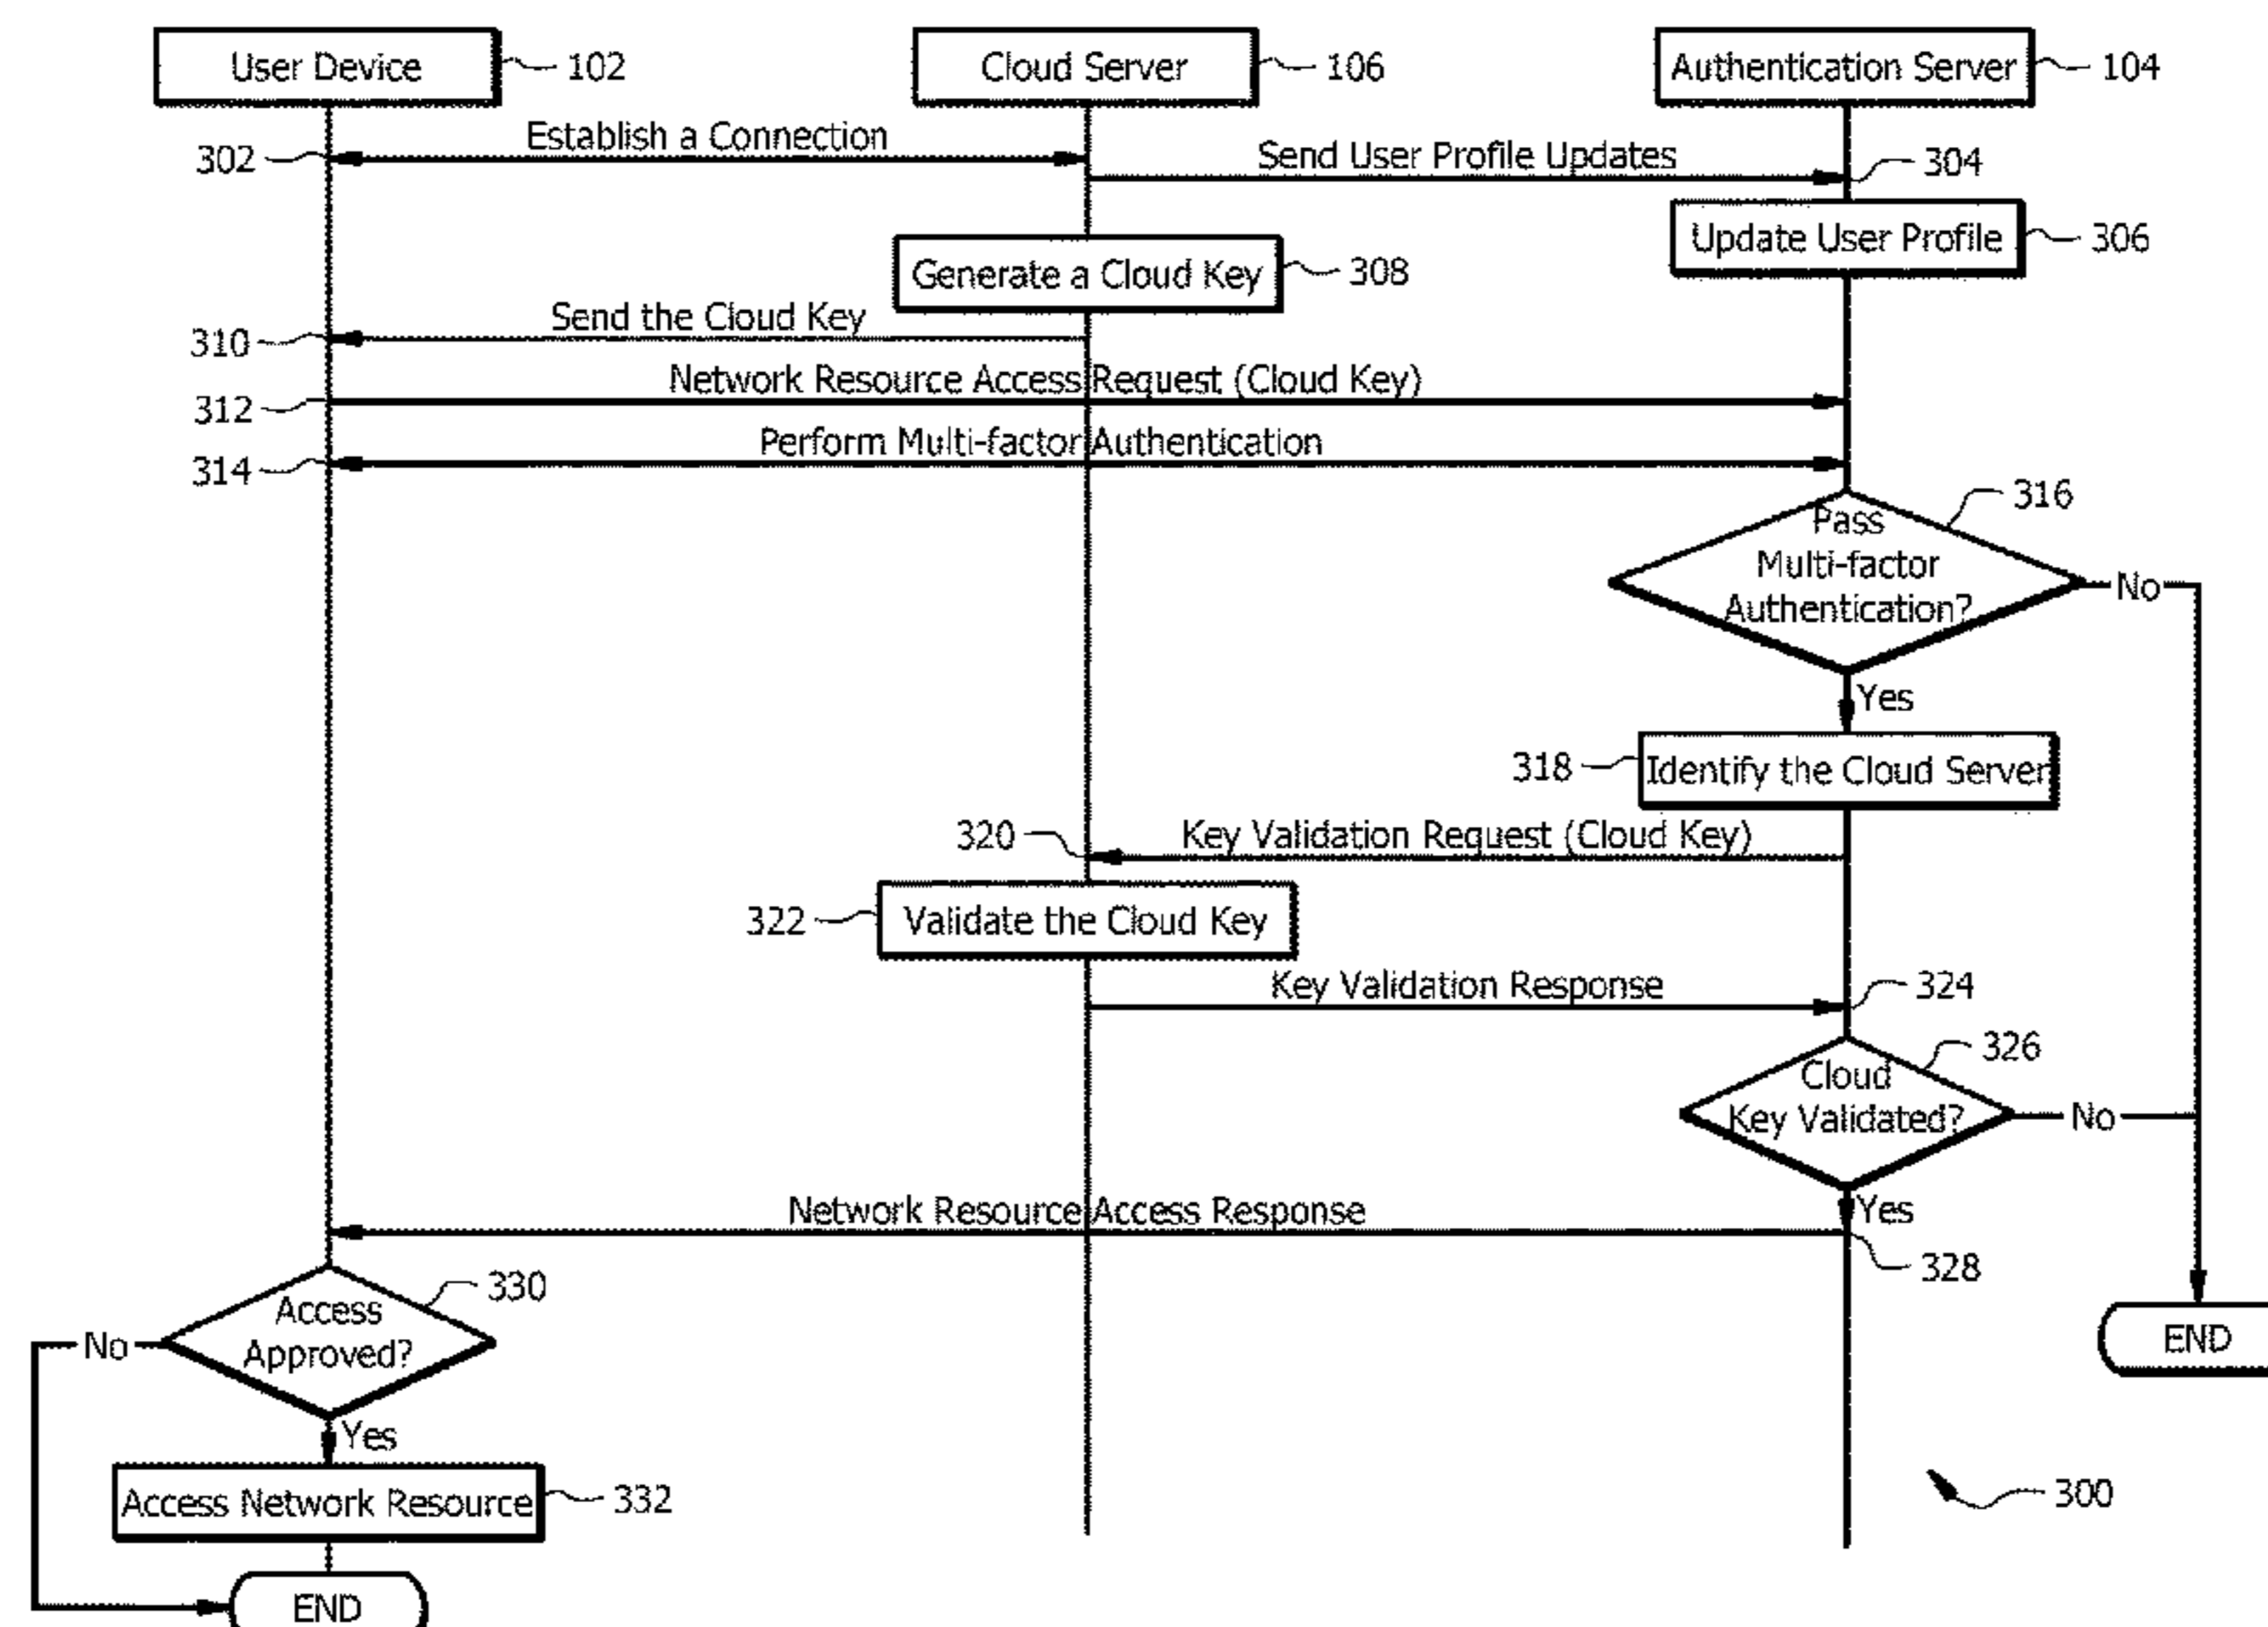 User Device
102
Cloud Server
106
Authentication Server
104
Establish a Connection
302
Send User Profile Updates
304
Update User Profile
306
Generate a Cloud Key
308
Send the Cloud Key
310
Network Resource Access Request (Cloud Key)
312
Perform Multi-factor Authentication
314
316
Pass
Multi-factor
Authentication?
No
Yes
318
Identify the Cloud Server
320
Key Validation Request (Cloud Key)
322
Validate the Cloud Key
Key Validation Response
324
326
Cloud
Key Validated?
No
Yes
Network Resource Access Response
328
330
Access
Approved?
No
END
Yes
Access Network Resource
332
300
END